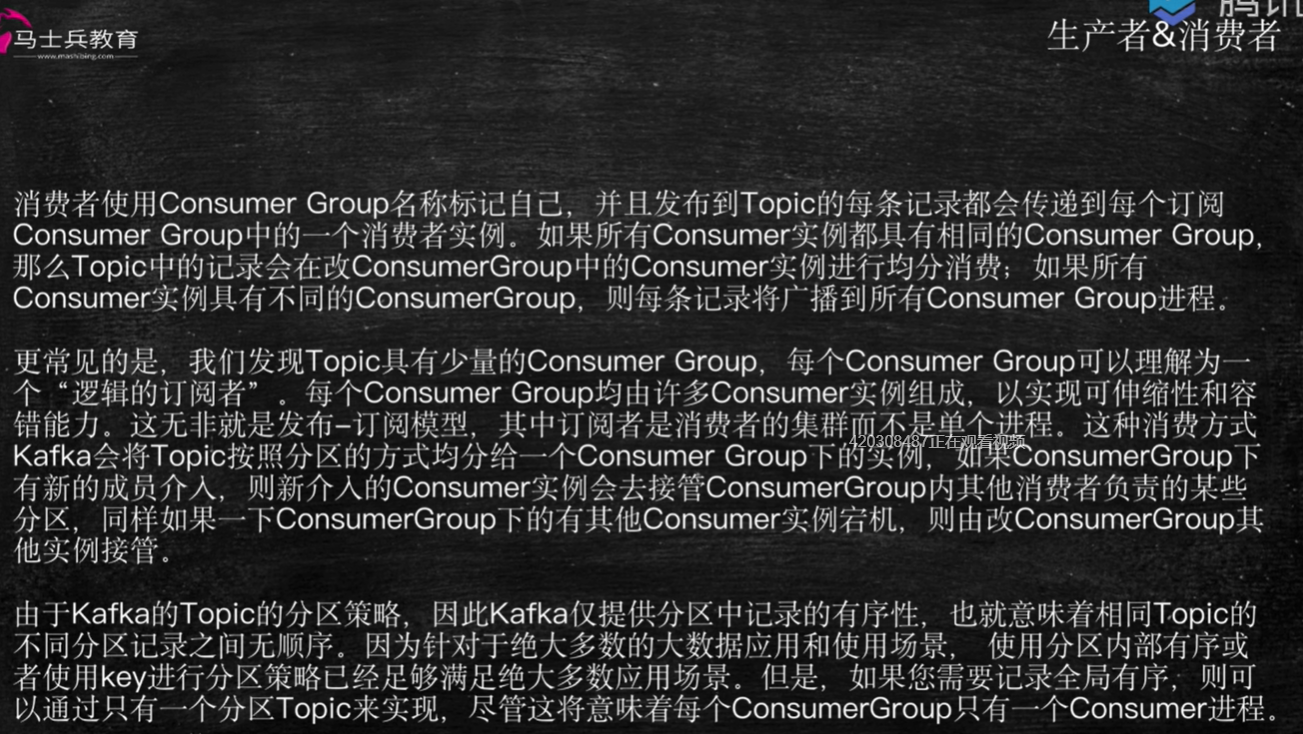 腾讯
马士兵教育
www.mashibing.com
生产者&消费者
消费者使用Consumer Group名称标记自己，并且发布到Topic的每条记录都会传递到每个订阅
Consumer Group中的一个消费者实例。如果所有Consumer实例都具有相同的Consumer Group,
那么Topic中的记录会在改ConsumerGroup中的Consumer实例进行均分消费；如果所有
Consumer实例具有不同的ConsumerGroup，则每条记录将广播到所有Consumer Group进程。
更常见的是，我们发现Topic具有少量的Consumer Group，每个Consumer Group可以理解为一
个“逻辑的订阅者”。每个Consumer Group均由许多Consumer实例组成，以实现可伸缩性和容
错能力。这无非就是发布–订阅模型，其中订阅者是消费者的集群而不是单个进程。这种消费方式
420308487正在观看视频
Kafka会将Topic按照分区的方式均分给一个Consumer Group下的实例，如果ConsumerGroup下
有新的成员介入，则新介入的Consumer实例会去接管ConsumerGroup内其他消费者负责的某些
分区，同样如果一下ConsumerGroup下的有其他Consumer实例宕机，则由改ConsumerGroup其
他实例接管。
由于Kafka的Topic的分区策略，因此Kafka仅提供分区中记录的有序性，也就意味着相同Topic的
不同分区记录之间无顺序。因为针对于绝大多数的大数据应用和使用场景， 使用分区内部有序或
者使用key进行分区策略已经足够满足绝大多数应用场景。但是，如果您需要记录全局有序，则可
以通过只有一个分区Topic来实现，尽管这将意味着每个ConsumerGroup只有一个Consumer进程。